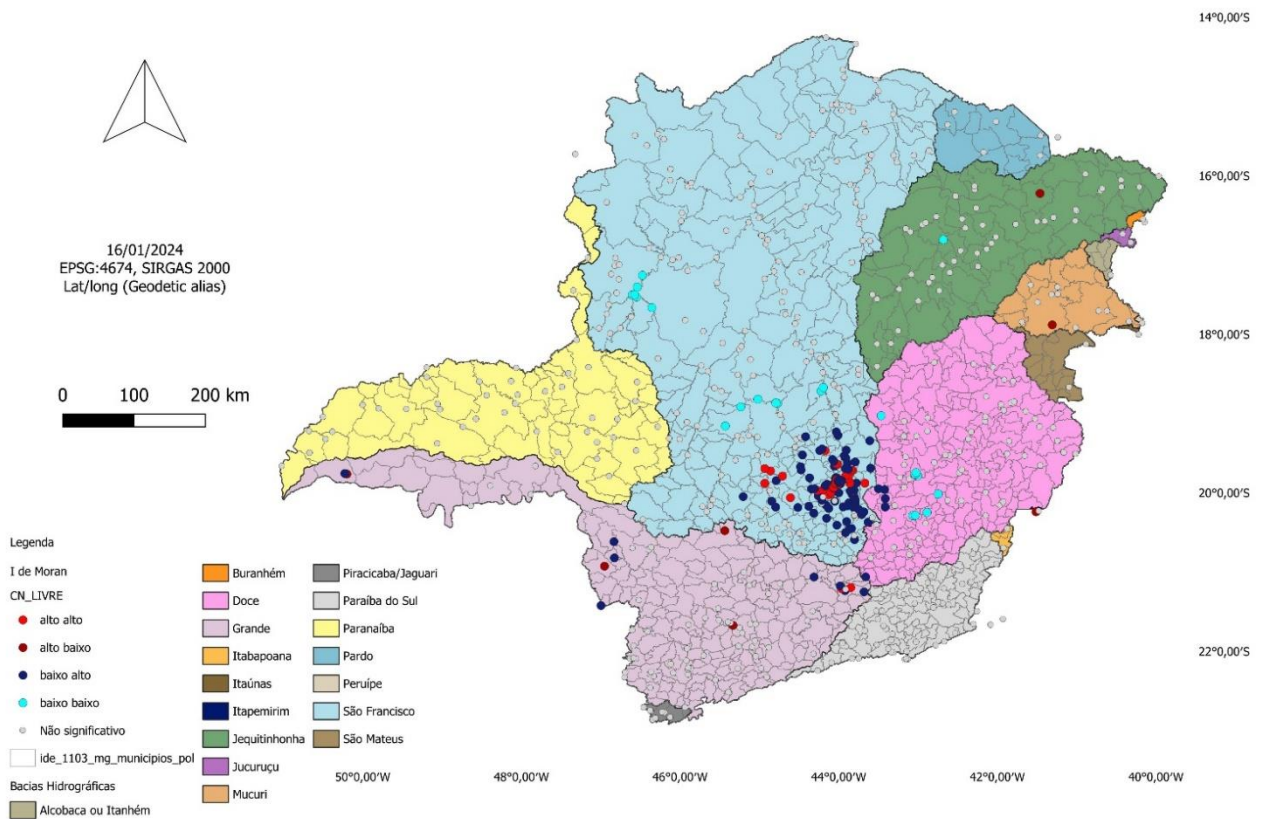 14°0,00′S
16°0,00′S
16/01/2024
EPSG:4674, SIRGAS 2000
Lat/long (Geodetic alias)
18°0,00′S
0 100 200 km
20°0,00′S
22°0,00′S
50°0,00′W 48°0,00′W 46°0,00′W 44°0,00′W 42°0,00′W 40°0,00′W
Legenda
I de Moran
CN_LIVRE
alto alto
alto baixo
baixo alto
baixo baixo
Não significativo
ide_1103_mg_municipios_pol
Bacias Hidrográficas
Alcobaca ou Itanhém
Buranhém
Doce
Grande
Itabapoana
Itaúnas
Itapemirim
Jequitinhonha
Jucuruçu
Mucuri
Piracicaba/Jaguari
Paraíba do Sul
Paranaíba
Pardo
Peruípe
São Francisco
São Mateus